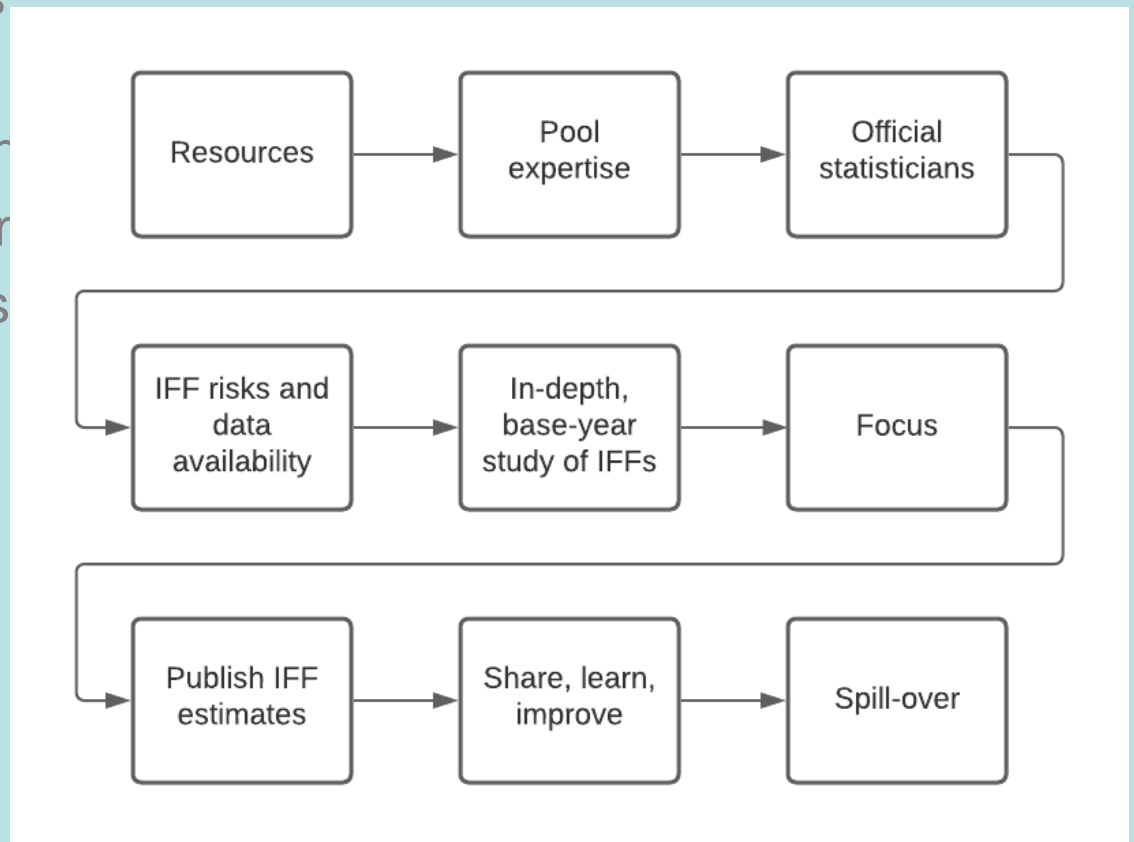 Resources
Pool
expertise
Official
statisticians
IFF risks and
data
availability
In-depth,
base-year
study of IFFs
Focus
Publish IFF
estimates
Share, learn,
improve
Spill-over